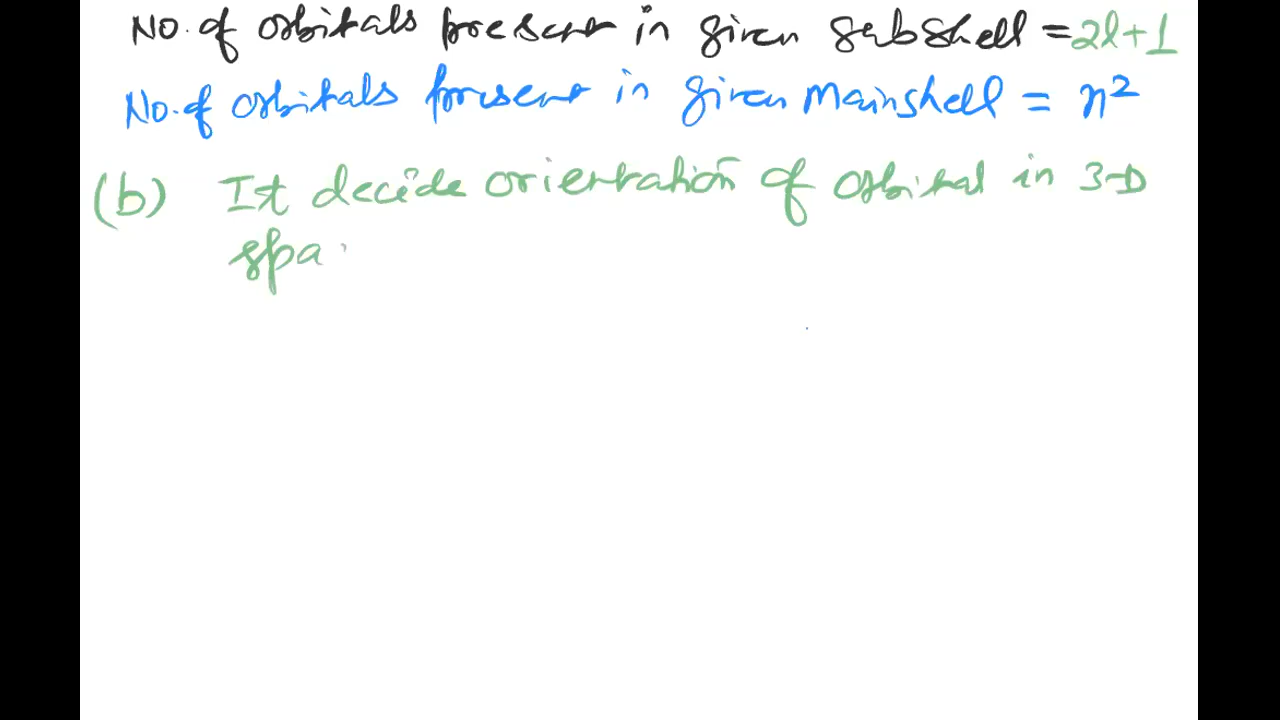 No. of orbitals present in given subshell = 2l+1
No. of orbitals present in given Mainshell = n²
(b) It decide orientation of orbital in 3-D
spa